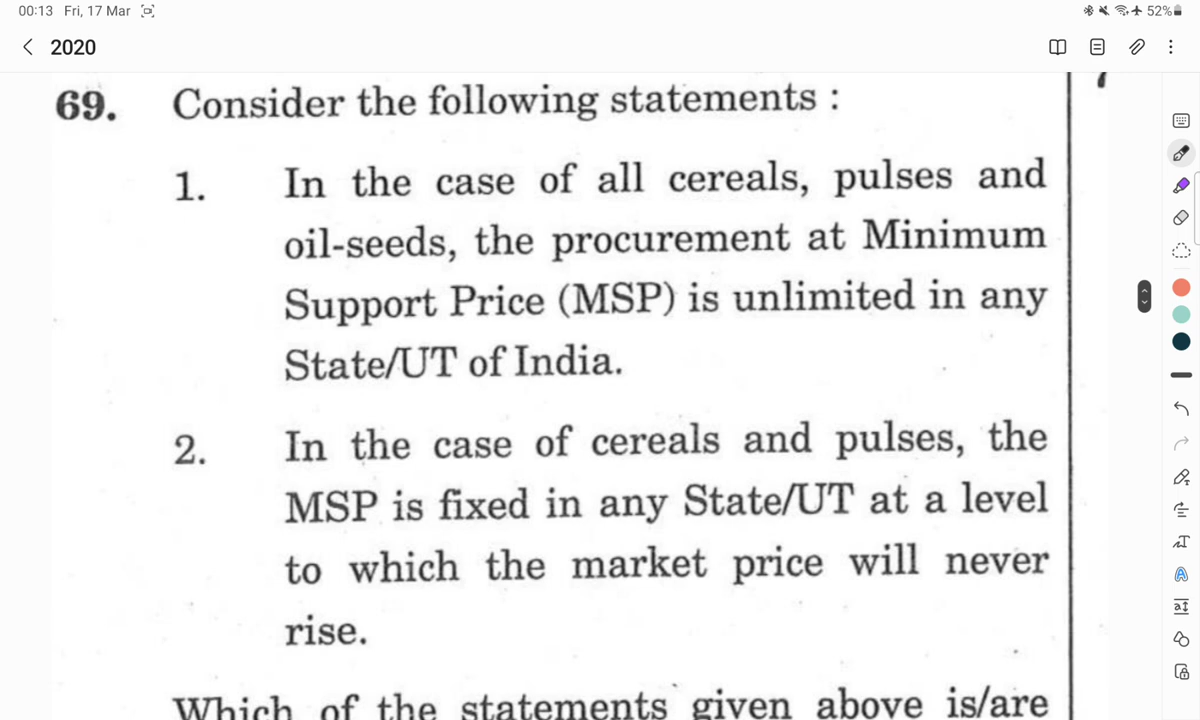 00:13 Fri, 17 Mar
52%
2020
69. Consider the following statements :
1. In the case of all cereals, pulses and
oil-seeds, the procurement at Minimum
Support Price (MSP) is unlimited in any
State/UT of India.
2. In the case of cereals and pulses, the
MSP is fixed in any State/UT at a level
to which the market price will never
rise.
Which of the statements given above is/are